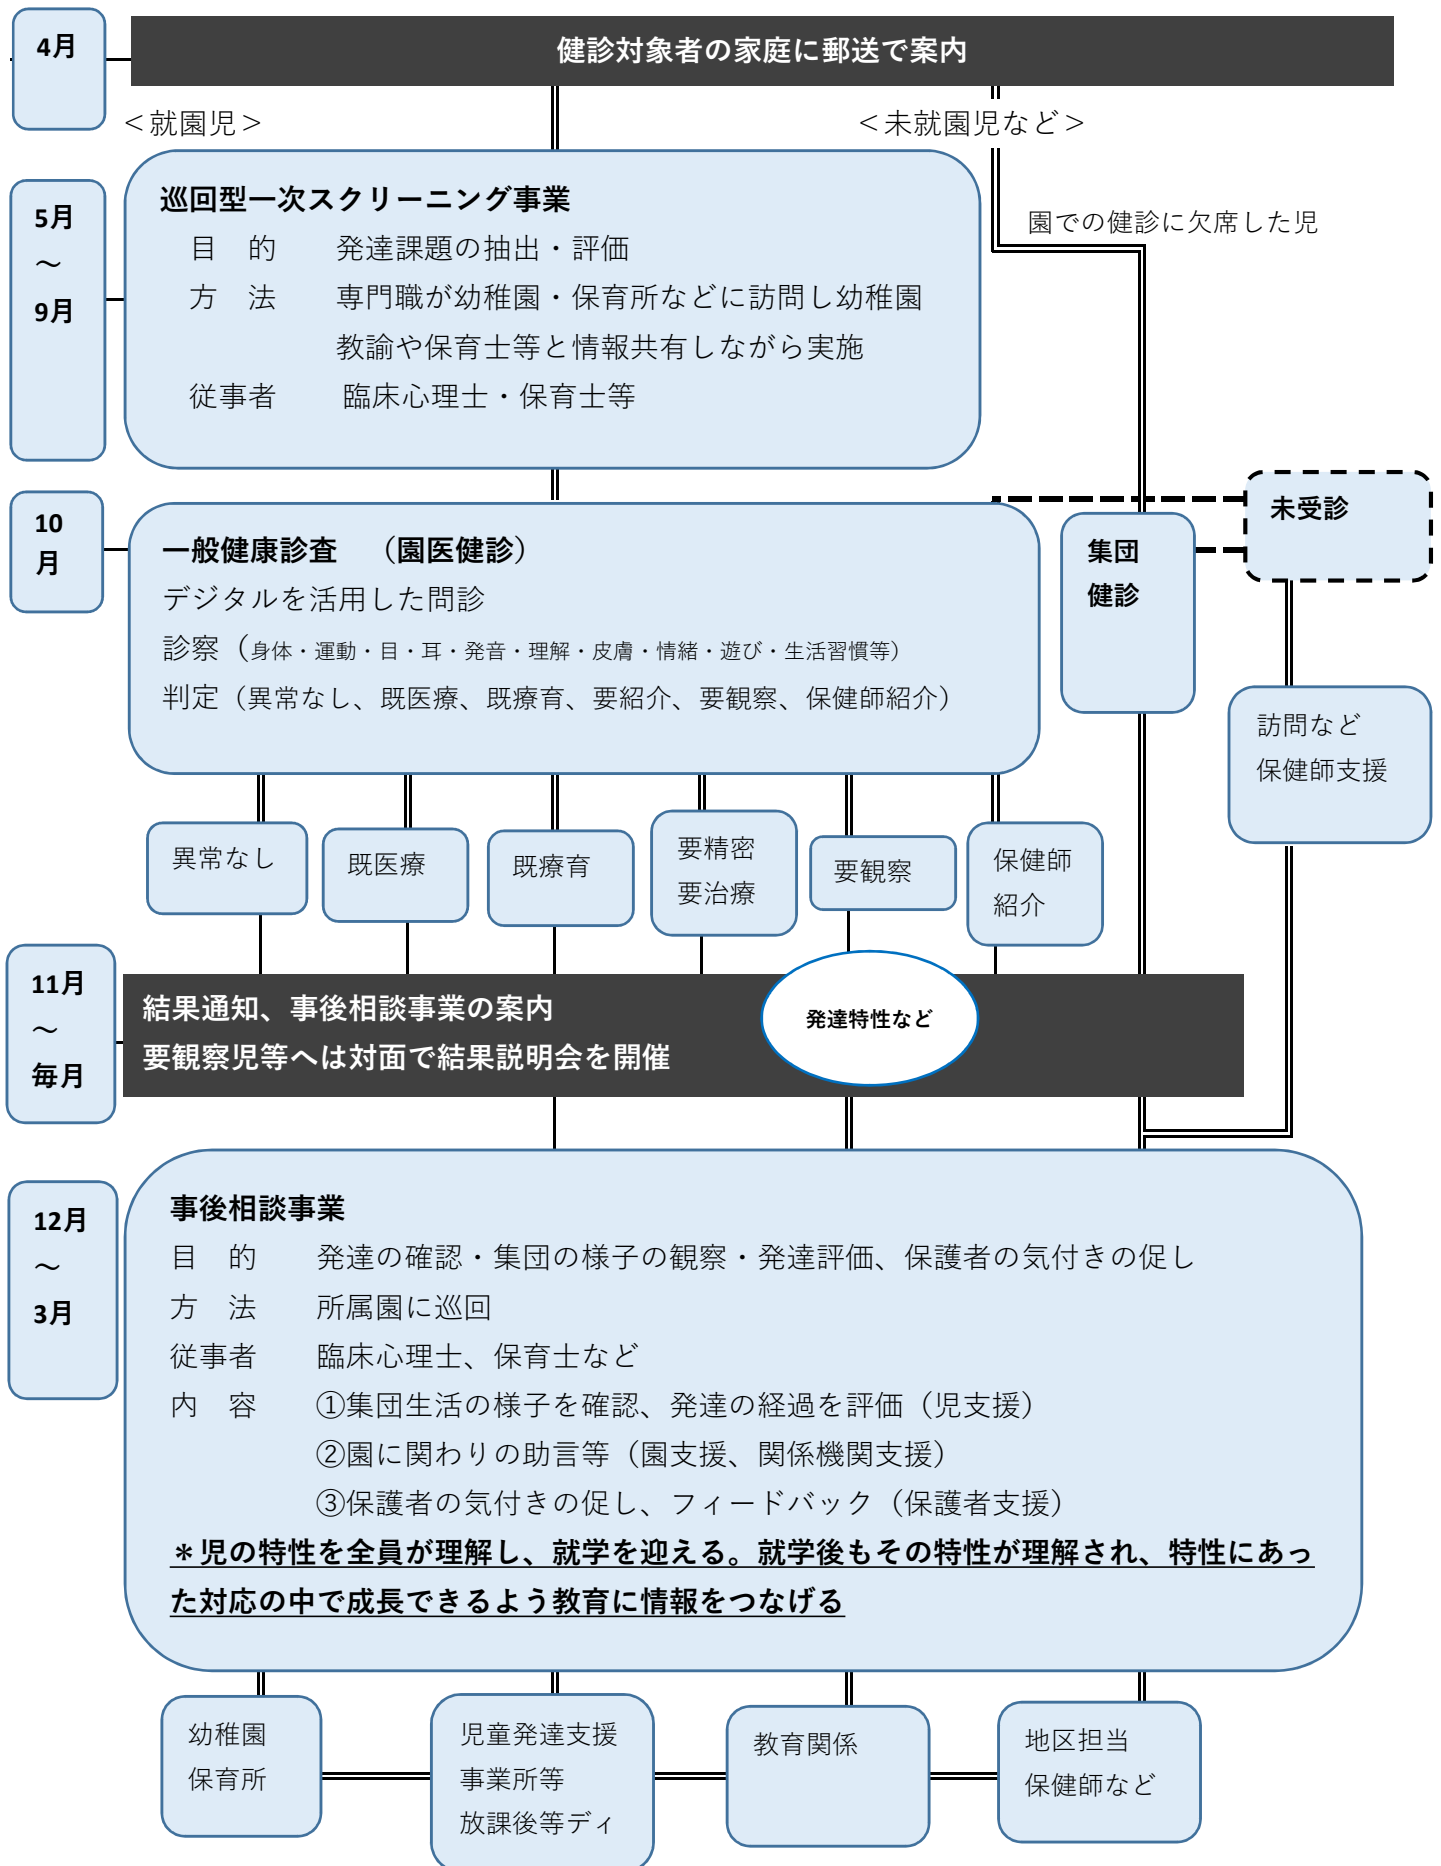 4月
健診対象者の家庭に郵送で案内
＜就園児＞
＜未就園児など＞
5月
～
9月
巡回型一次スクリーニング事業
目　的　　発達課題の抽出・評価
方　法　　専門職が幼稚園・保育所などに訪問し幼稚園
教諭や保育士等と情報共有しながら実施
従事者　　臨床心理士・保育士等
園での健診に欠席した児
10
月
一般健康診査　（園医健診）
デジタルを活用した問診
診察（身体・運動・目・耳・発音・理解・皮膚・情緒・遊び・生活習慣等）
判定（異常なし、既医療、既療育、要紹介、要観察、保健師紹介）
集団
健診
未受診
訪問など
保健師支援
異常なし
既医療
既療育
要精密
要治療
要観察
保健師
紹介
11月
～
毎月
結果通知、事後相談事業の案内
要観察児等へは対面で結果説明会を開催
発達特性など
12月
～
3月
事後相談事業
目　的　　発達の確認・集団の様子の観察・発達評価、保護者の気付きの促し
方　法　　所属園に巡回
従事者　　臨床心理士、保育士など
内　容　　①集団生活の様子を確認、発達の経過を評価（児支援）
②園に関わりの助言等（園支援、関係機関支援）
③保護者の気付きの促し、フィードバック（保護者支援）
＊児の特性を全員が理解し、就学を迎える。就学後もその特性が理解され、特性にあっ
た対応の中で成長できるよう教育に情報をつなげる
幼稚園
保育所
児童発達支援
事業所等
放課後等ディ
教育関係
地区担当
保健師など